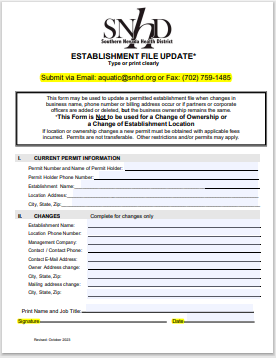 SNHD
Southern Nevada Health District
ESTABLISHMENT FILE UPDATE*
Type or print clearly
Submit via Email: aquatic@snhd.org or Fax: (702) 759-1485
This form may be used to update a permitted establishment file when changes in
business name, phone number or billing address occur or if partners or corporate
officers are added or deleted, but the business ownership remains the same.
*This Form is Not to be used for a Change of Ownership or
a Change of Establishment Location
If location or ownership changes a new permit must be obtained with applicable fees
incurred. Permits are not transferable. Other restrictions and/or permits may apply.
I. CURRENT PERMIT INFORMATION
Permit Number and Name of Permit Holder:
Permit Holder Phone Number:
Establishment Name:
Location Address:
City, State, Zip:
II. CHANGES Complete for changes only
Establishment Name:
Location Phone Number:
Management Company:
Contact / Contact Phone:
Contact E-Mail Address:
Owner Address change:
City, State, Zip:
Mailing address change:
City, State, Zip:
Print Name and Job Title:
Signature: Date:
Revised: October 2023